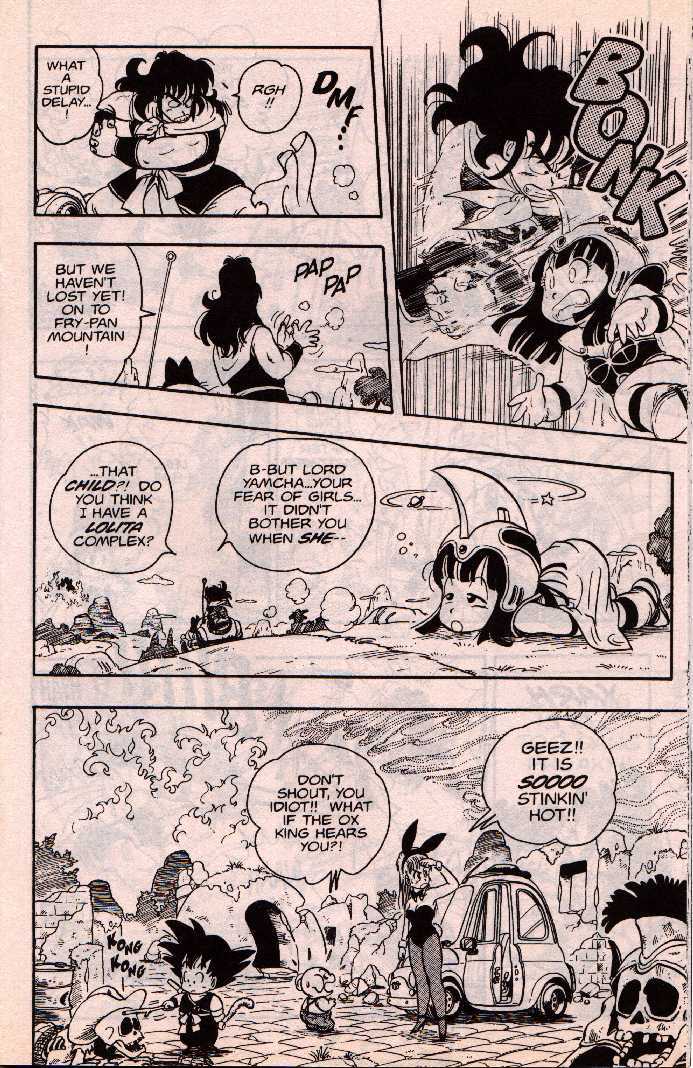 BONK
DMF...
RGH
!!
WHAT
A
STUPID
DELAY...
!
PAP
PAP
BUT WE
HAVEN'T
LOST YET!
ON TO
FRY-PAN
MOUNTAIN
!
B-BUT LORD
YAMCHA...YOUR
FEAR OF GIRLS...
IT DIDN'T
BOTHER YOU
WHEN SHE--
...THAT
CHILD?! DO
YOU THINK
I HAVE A
LOLITA
COMPLEX?
GEEZ!!
IT IS
SOOOO
STINKIN'
HOT!!
DON'T
SHOUT, YOU
IDIOT!! WHAT
IF THE OX
KING HEARS
YOU?!
KONG
KONG